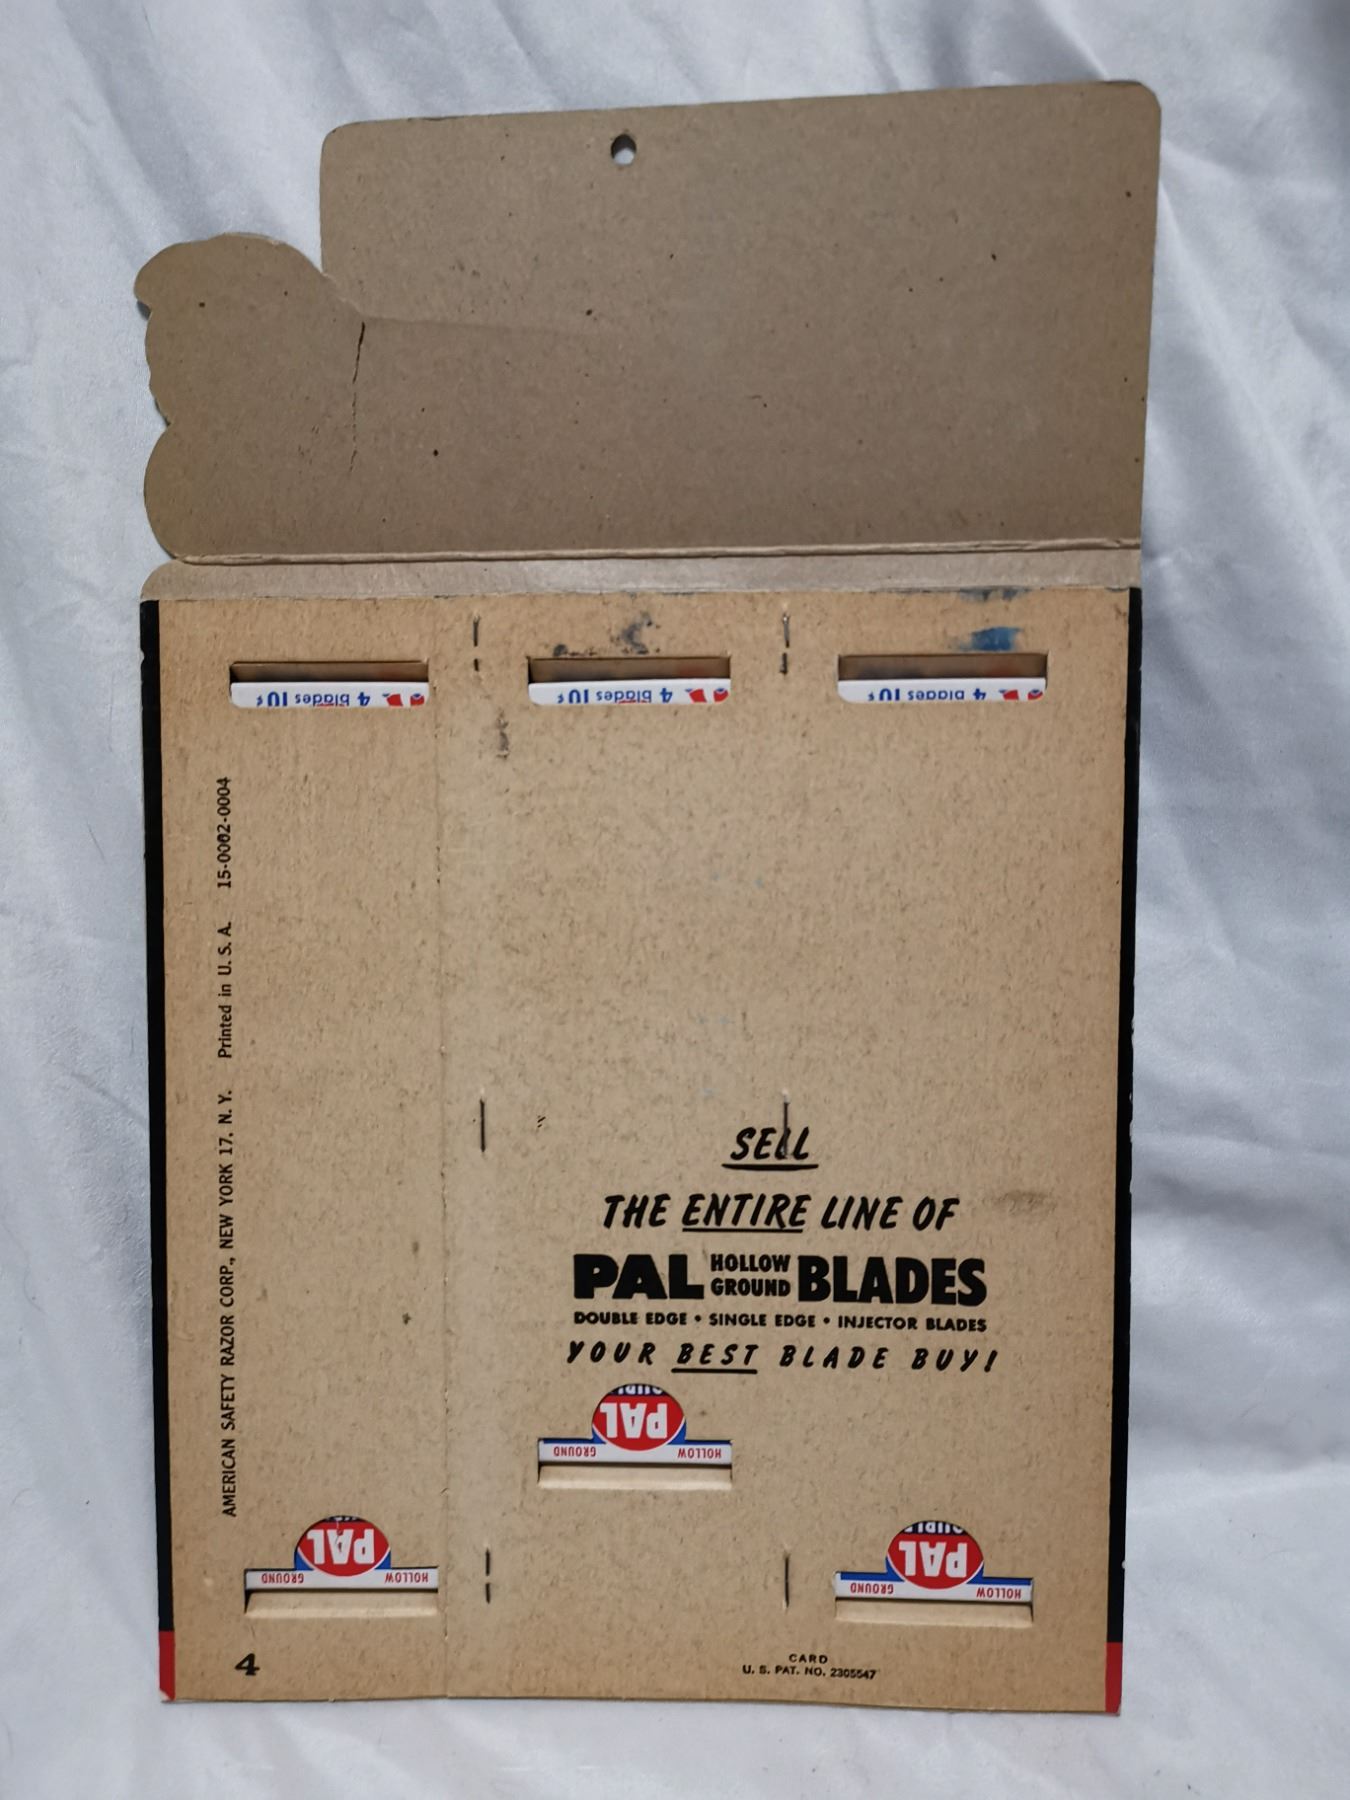 4 blades 10¢
4 blades 10¢
4 blades 10¢
AMERICAN SAFETY RAZOR CORP., NEW YORK 17, N. Y. Printed in U. S. A. 15-0002-0004
SELL
THE ENTIRE LINE OF
PAL HOLLOW GROUND BLADES
DOUBLE EDGE • SINGLE EDGE • INJECTOR BLADES
YOUR BEST BLADE BUY!
PAL
HOLLOW GROUND
PAL
HOLLOW GROUND
PAL
HOLLOW GROUND
4
CARD
U. S. PAT. NO. 2305547